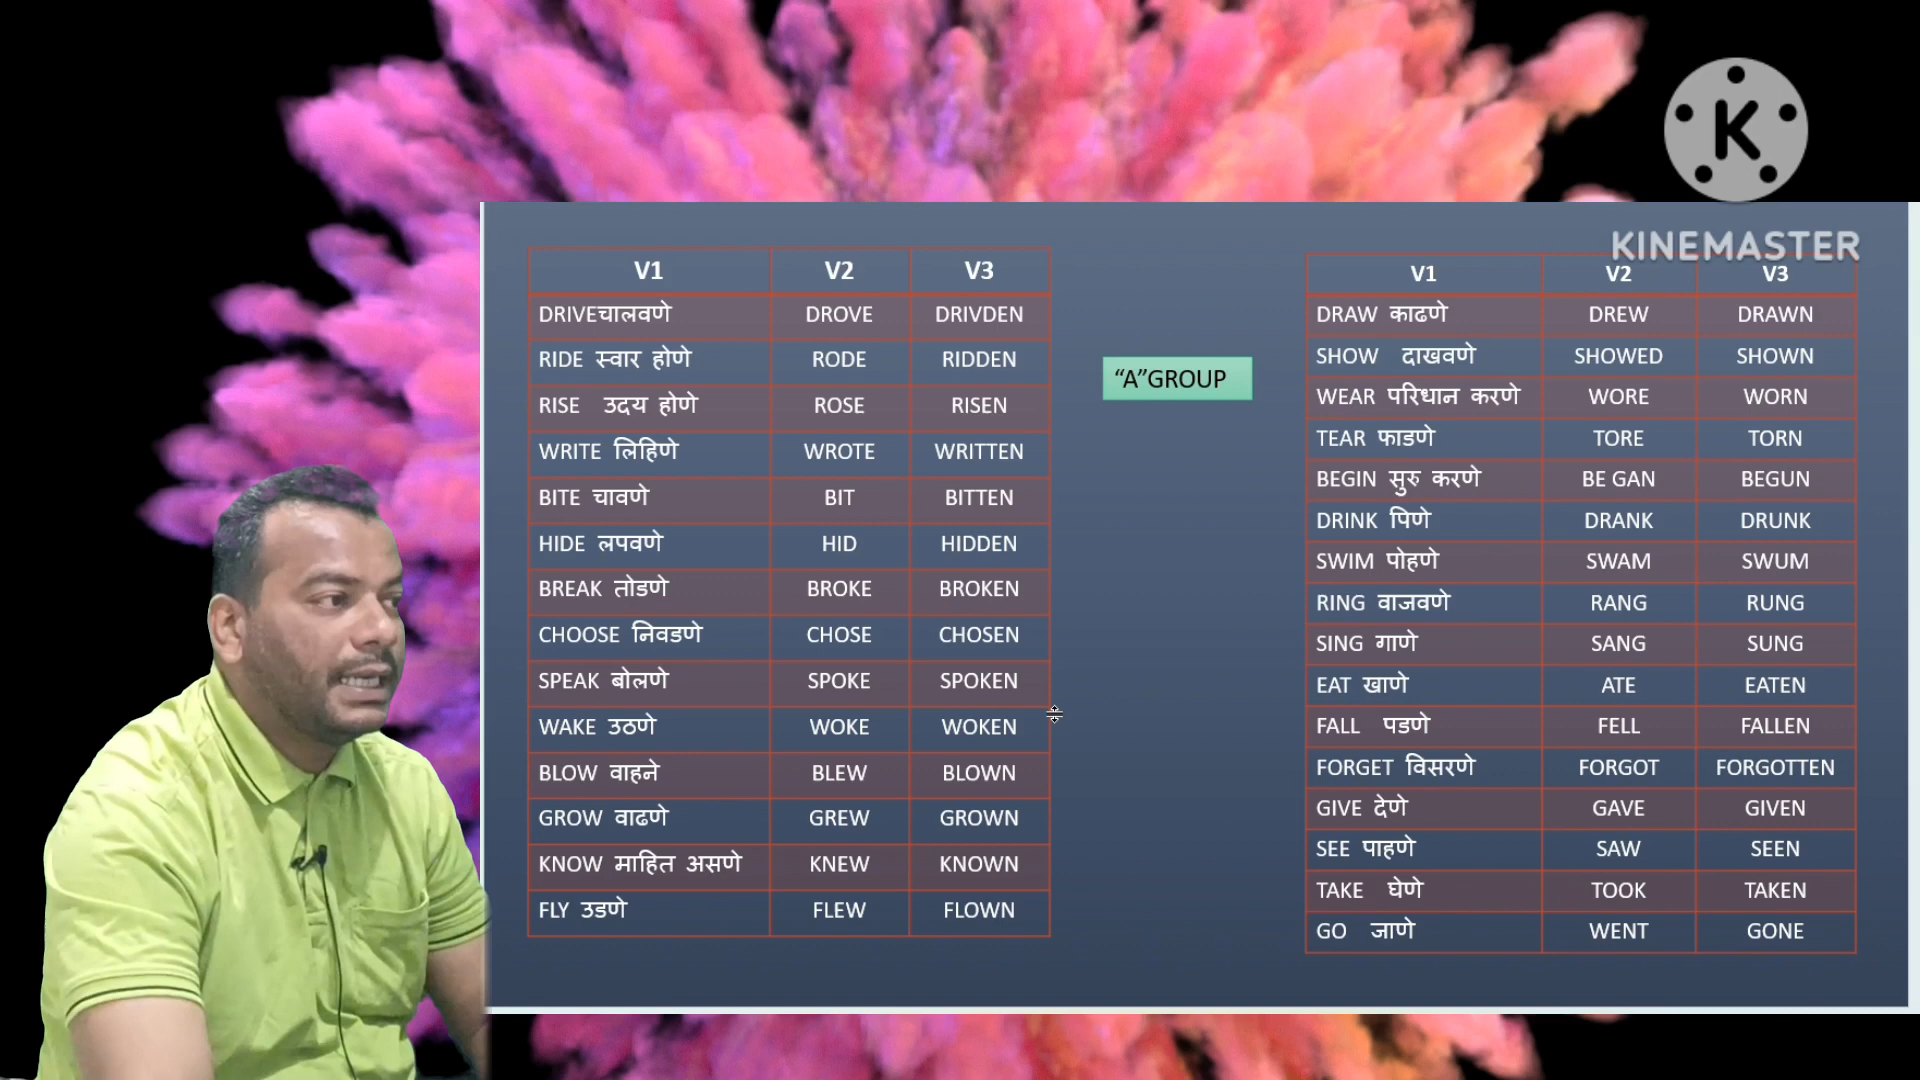 K
KINEMASTER
V1 V2 V3
DRIVEचालवणे DROVE DRIVDEN
RIDE स्वार होणे RODE RIDDEN
RISE उदय होणे ROSE RISEN
WRITE लिहिणे WROTE WRITTEN
BITE चावणे BIT BITTEN
HIDE लपवणे HID HIDDEN
BREAK तोडणे BROKE BROKEN
CHOOSE निवडणे CHOSE CHOSEN
SPEAK बोलणे SPOKE SPOKEN
WAKE उठणे WOKE WOKEN
BLOW वाहने BLEW BLOWN
GROW वाढणे GREW GROWN
KNOW माहित असणे KNEW KNOWN
FLY उडणे FLEW FLOWN
“A”GROUP
V1 V2 V3
DRAW काढणे DREW DRAWN
SHOW दाखवणे SHOWED SHOWN
WEAR परिधान करणे WORE WORN
TEAR फाडणे TORE TORN
BEGIN सुरु करणे BE GAN BEGUN
DRINK पिणे DRANK DRUNK
SWIM पोहणे SWAM SWUM
RING वाजवणे RANG RUNG
SING गाणे SANG SUNG
EAT खाणे ATE EATEN
FALL पडणे FELL FALLEN
FORGET विसरणे FORGOT FORGOTTEN
GIVE देणे GAVE GIVEN
SEE पाहणे SAW SEEN
TAKE घेणे TOOK TAKEN
GO जाणे WENT GONE